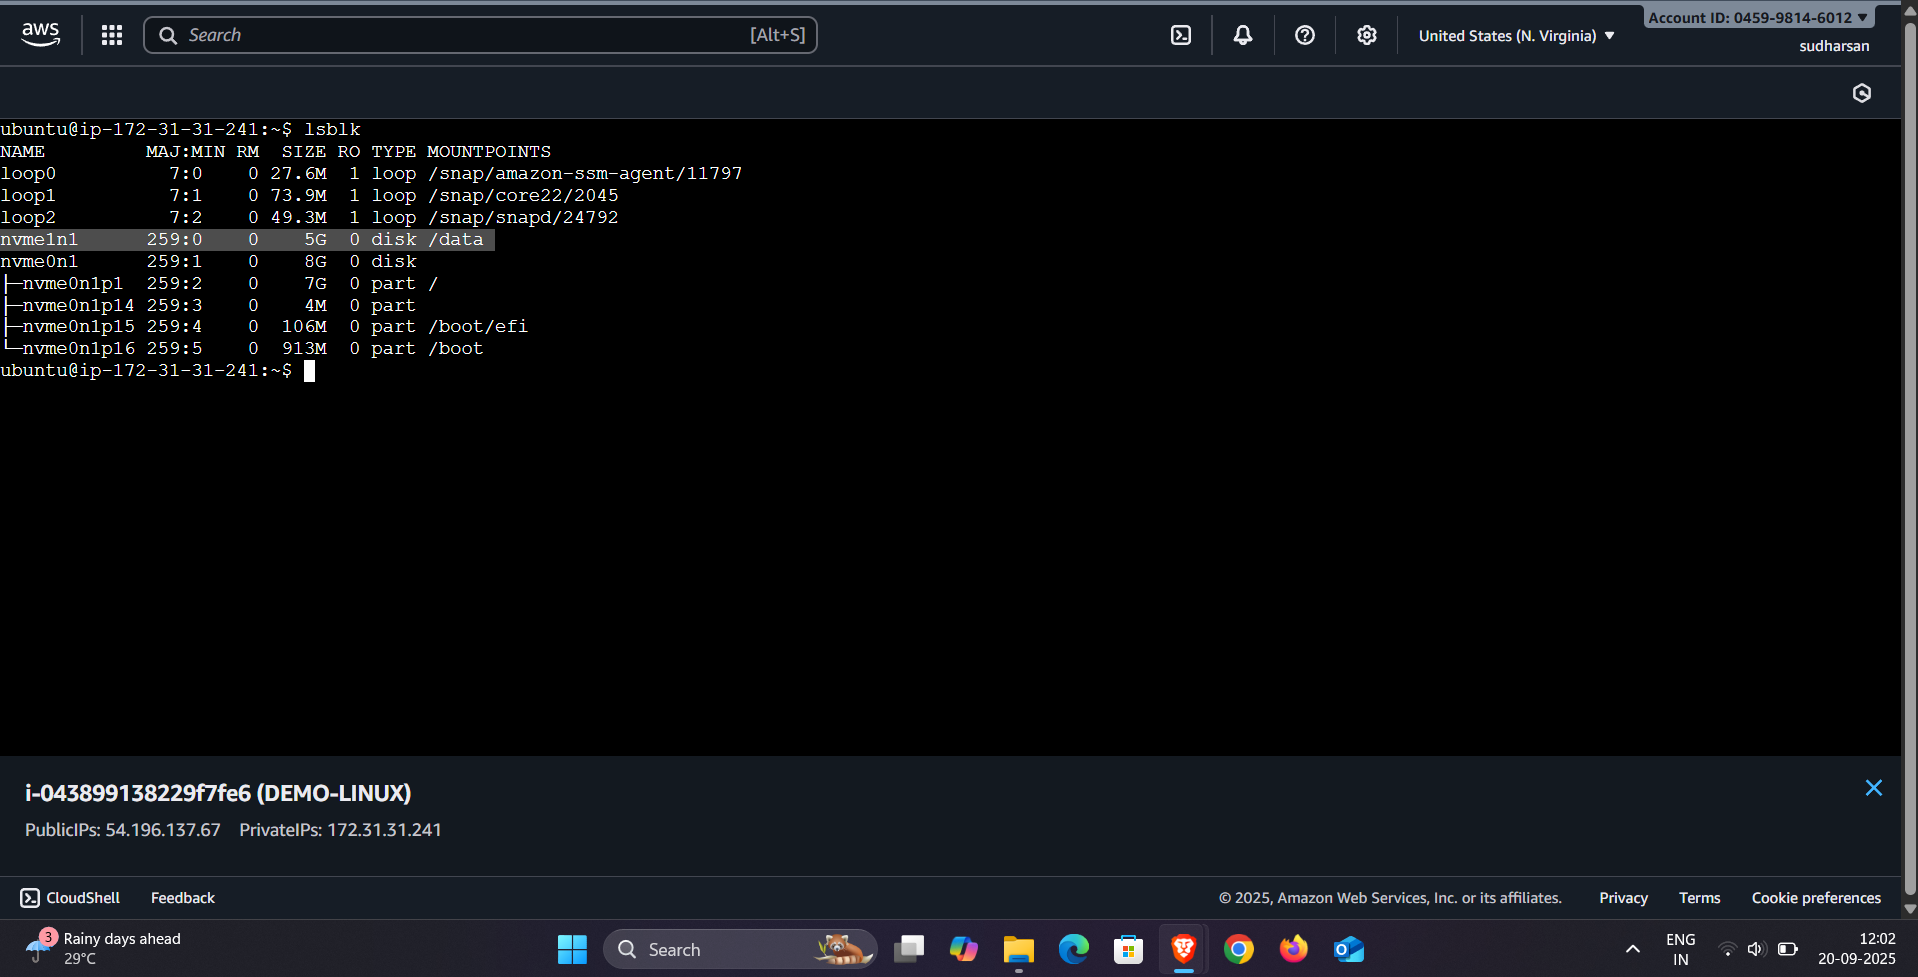 aws
Search [Alt+S]
United States (N. Virginia)
Account ID: 0459-9814-6012
sudharsan
ubuntu@ip-172-31-31-241:~$ lsblk
NAME         MAJ:MIN RM  SIZE RO TYPE MOUNTPOINTS
loop0          7:0    0 27.6M  1 loop /snap/amazon-ssm-agent/11797
loop1          7:1    0 73.9M  1 loop /snap/core22/2045
loop2          7:2    0 49.3M  1 loop /snap/snapd/24792
nvme1n1      259:0    0    5G  0 disk /data
nvme0n1      259:1    0    8G  0 disk
├─nvme0n1p1  259:2    0    7G  0 part /
├─nvme0n1p14 259:3    0    4M  0 part
├─nvme0n1p15 259:4    0  106M  0 part /boot/efi
└─nvme0n1p16 259:5    0  913M  0 part /boot
ubuntu@ip-172-31-31-241:~$
i-043899138229f7fe6 (DEMO-LINUX)
PublicIPs: 54.196.137.67 PrivateIPs: 172.31.31.241
CloudShell Feedback © 2025, Amazon Web Services, Inc. or its affiliates. Privacy Terms Cookie preferences
3
Rainy days ahead
29°C
Search
ENG
IN
12:02
20-09-2025